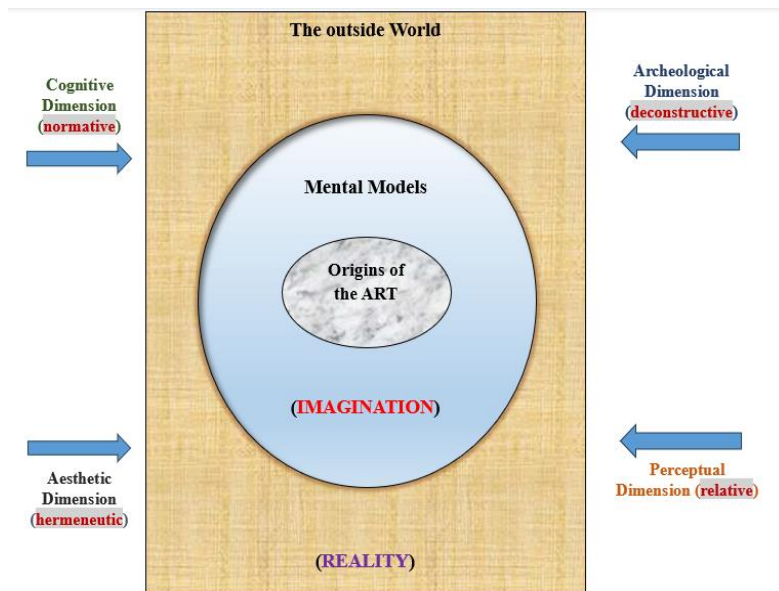 The outside World
Cognitive
Dimension
(normative)
Archeological
Dimension
(deconstructive)
Mental Models
Origins of
the ART
(IMAGINATION)
Aesthetic
Dimension
(hermeneutic)
Perceptual
Dimension (relative)
(REALITY)